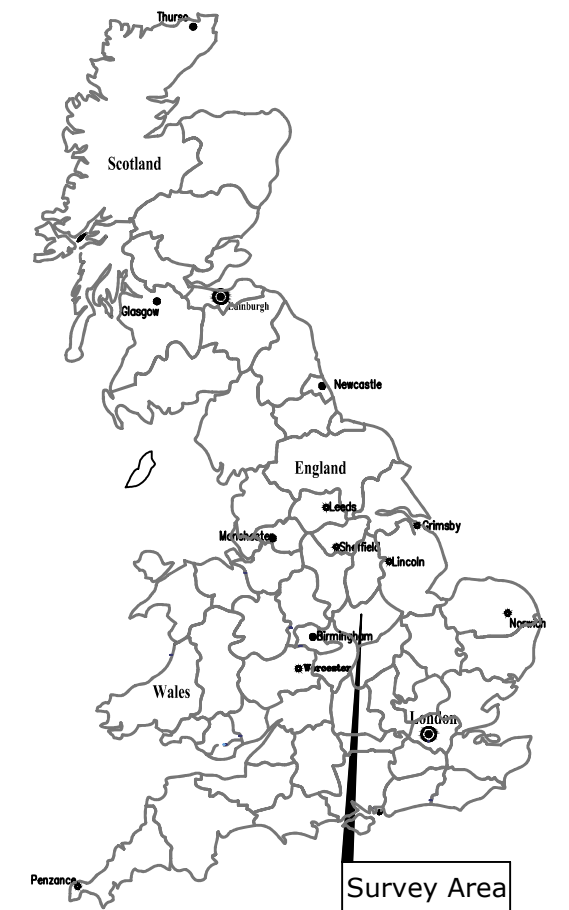 Thurso
Scotland
Glasgow
Edinburgh
Newcastle
England
Leeds
Grimsby
Manchester
Sheffield
Lincoln
Norwich
Birmingham
Worcester
Wales
London
Penzance
Survey Area